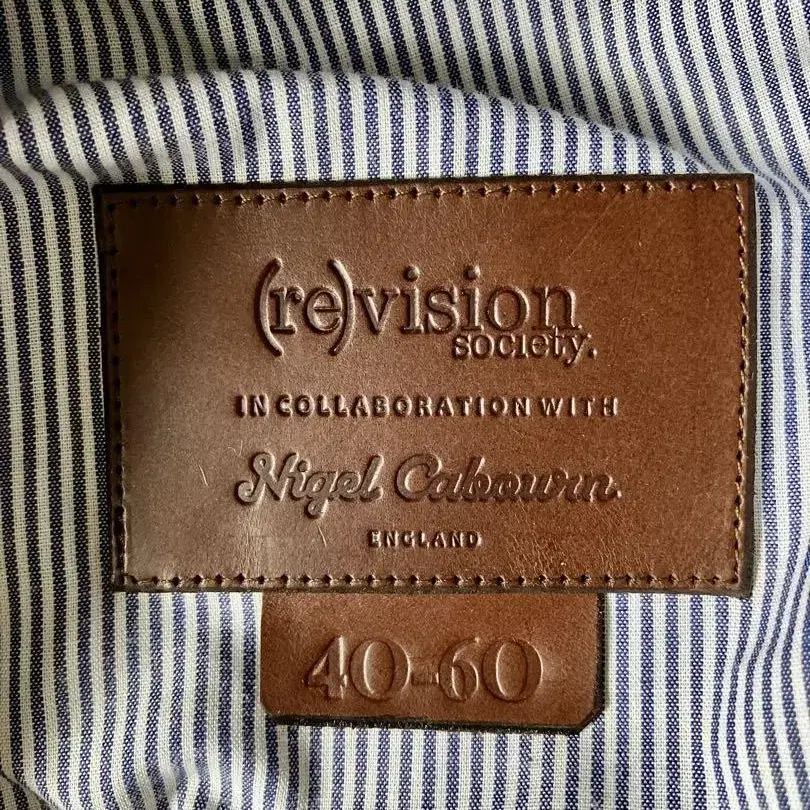 (re)vision
society.
IN COLLABORATION WITH
Nigel Cabourn.
ENGLAND
40-60